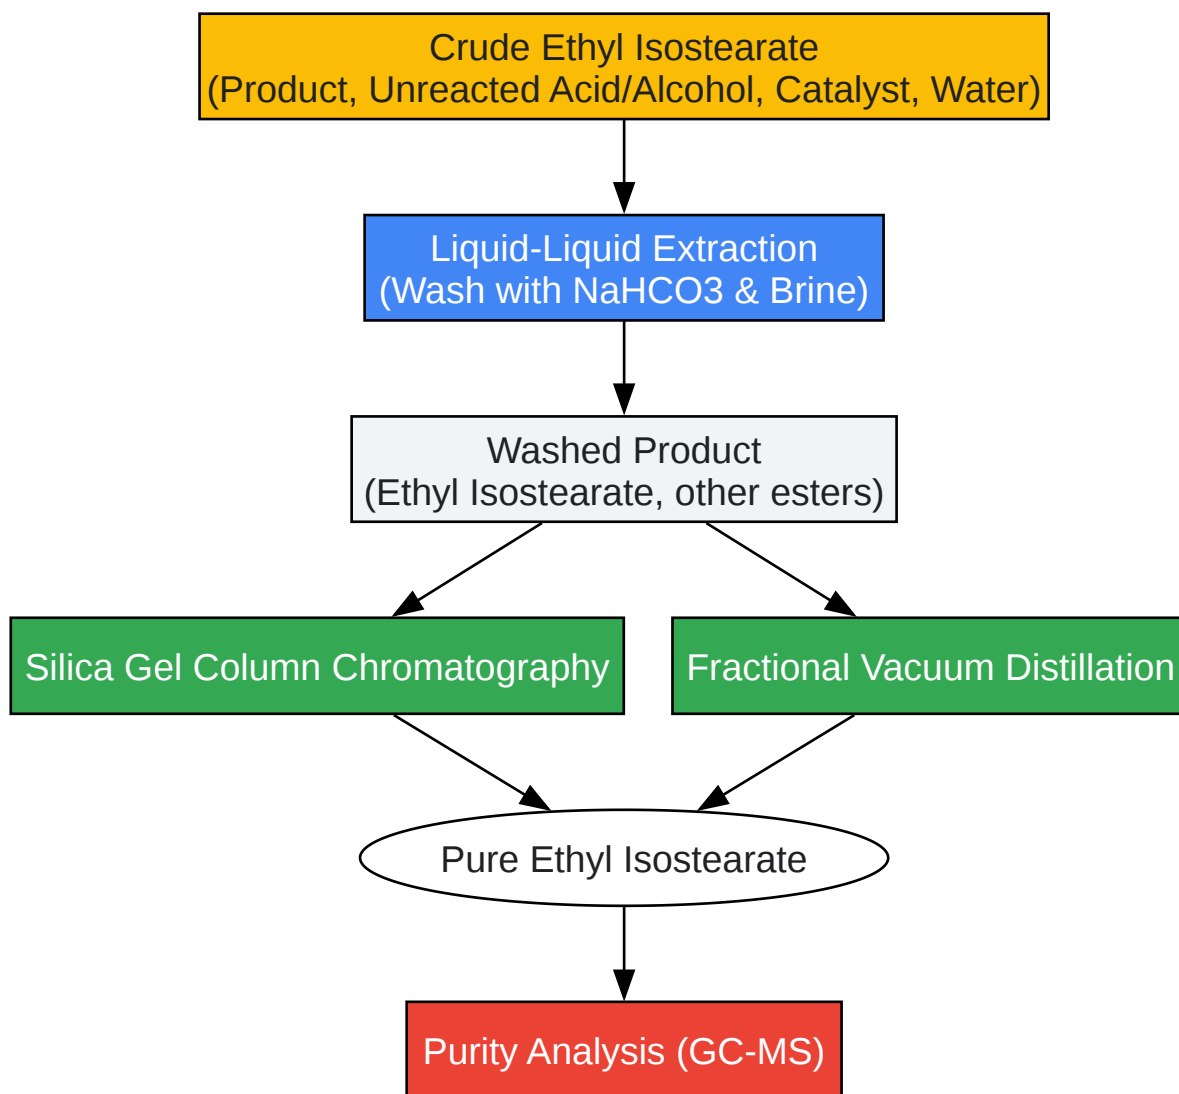 Crude Ethyl Isostearate
(Product, Unreacted Acid/Alcohol, Catalyst, Water)
Liquid-Liquid Extraction
(Wash with NaHCO3 & Brine)
Washed Product
(Ethyl Isostearate, other esters)
Silica Gel Column Chromatography
Fractional Vacuum Distillation
Pure Ethyl Isostearate
Purity Analysis (GC-MS)